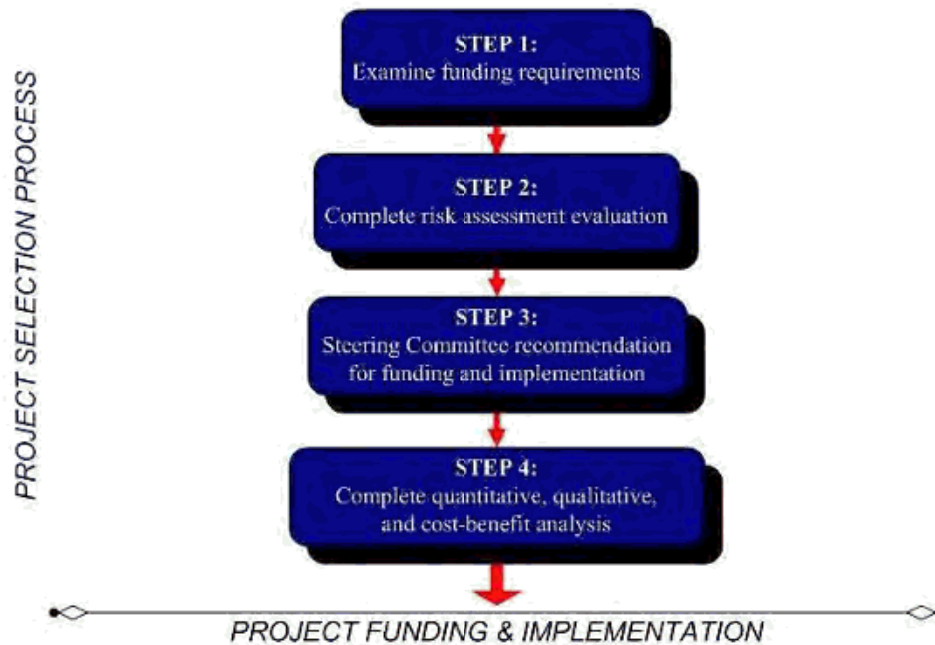 PROJECT SELECTION PROCESS
STEP 1:
Examine funding requirements
STEP 2:
Complete risk assessment evaluation
STEP 3:
Steering Committee recommendation
for funding and implementation
STEP 4:
Complete quantitative, qualitative,
and cost-benefit analysis
PROJECT FUNDING & IMPLEMENTATION